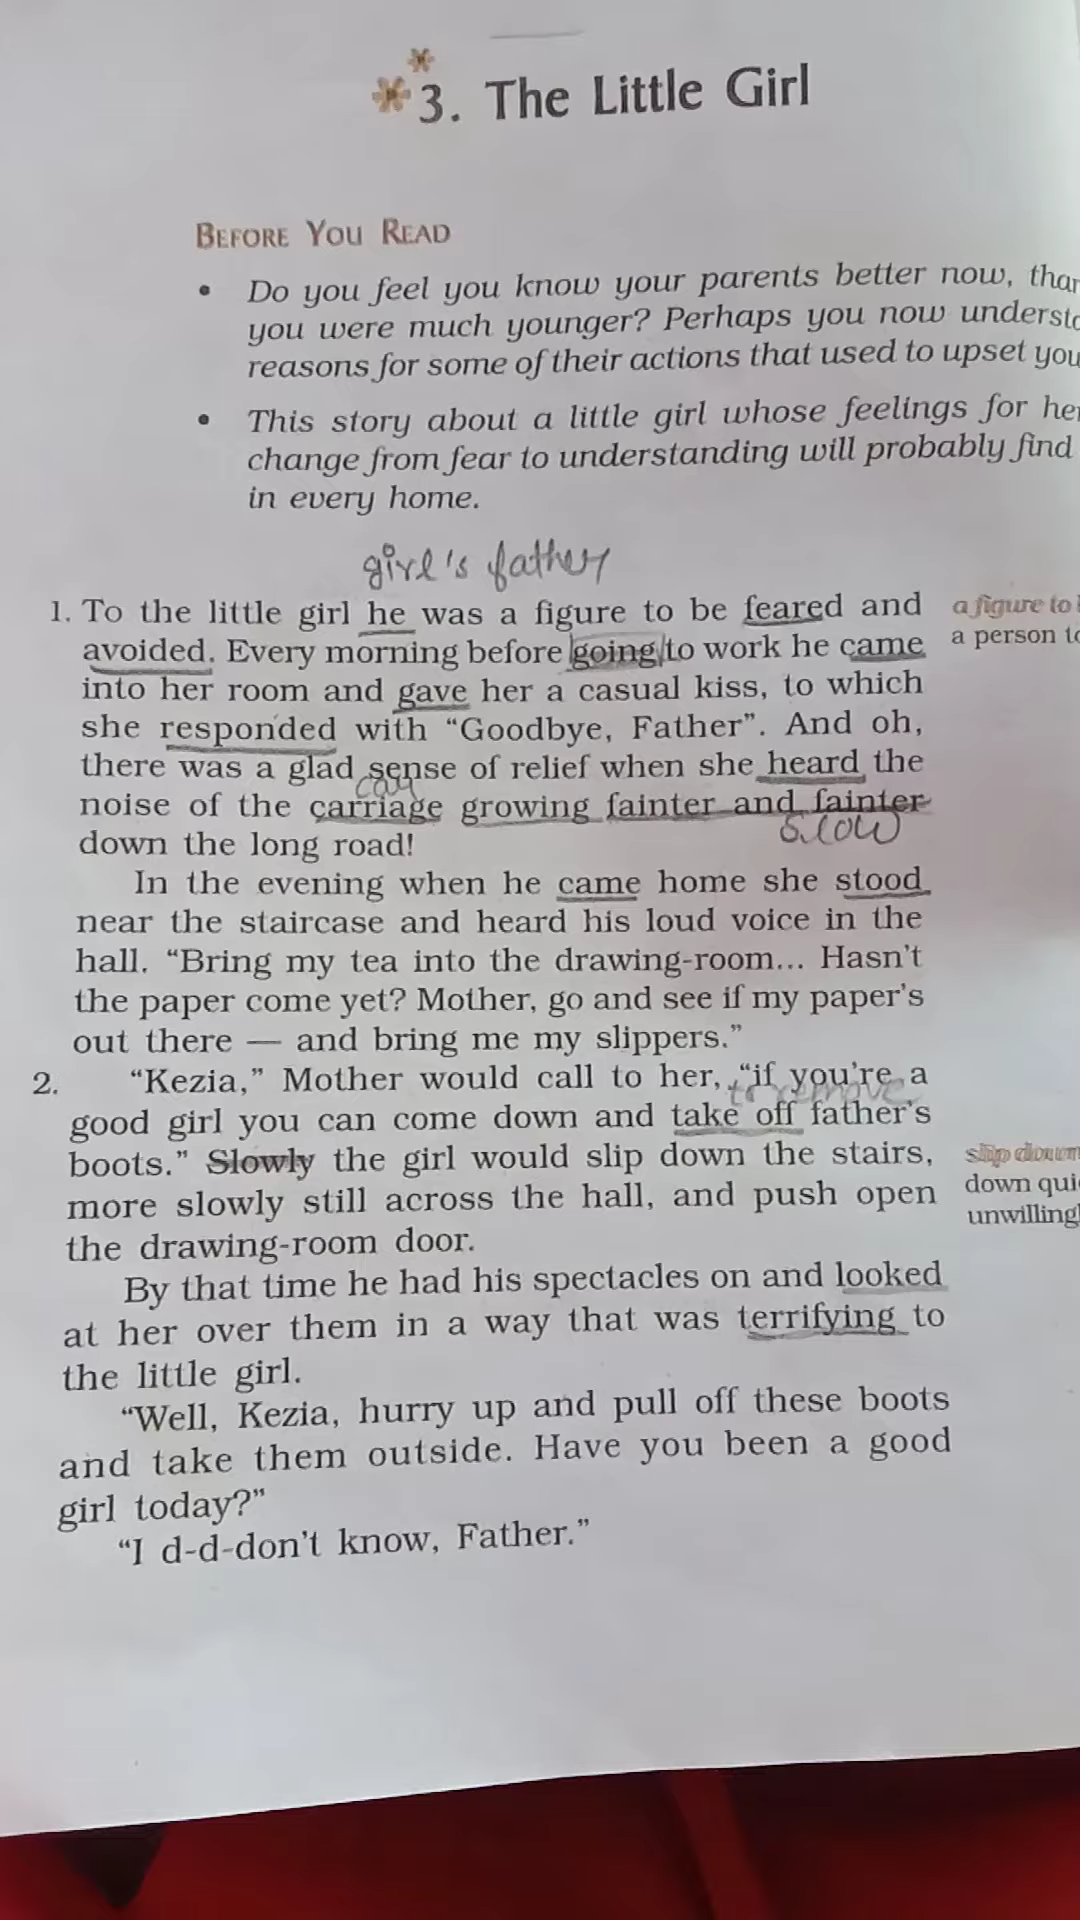 3. The Little Girl
BEFORE YOU READ
• Do you feel you know your parents better now, than
you were much younger? Perhaps you now
reasons for some of their actions that used to upset you
• This story about a little girl whose feelings for
change from fear to understanding will probably find
in every home.
girl's father
1. To the little girl he was a figure to be feared and
avoided. Every morning before going to work he came
into her room and gave her a casual kiss, to which
she responded with “Goodbye, Father”. And oh,
there was a glad sense of relief when she heard the
noise of the carriage growing fainter and fainter
slow
down the long road!
In the evening when he came home she stood
near the staircase and heard his loud voice in the
hall. “Bring my tea into the drawing-room... Hasn’t
the paper come yet? Mother, go and see if my paper’s
out there — and bring me my slippers.”
2. “Kezia,” Mother would call to her, “if you’re a
to remove
good girl you can come down and take off father’s
boots.” Slowly the girl would slip down the stairs,
more slowly still across the hall, and push open
the drawing-room door.
By that time he had his spectacles on and looked
at her over them in a way that was terrifying to
the little girl.
“Well, Kezia, hurry up and pull off these boots
and take them outside. Have you been a good
girl today?”
“I d-d-don’t know, Father.”
a figure to
a person to
slip down
down